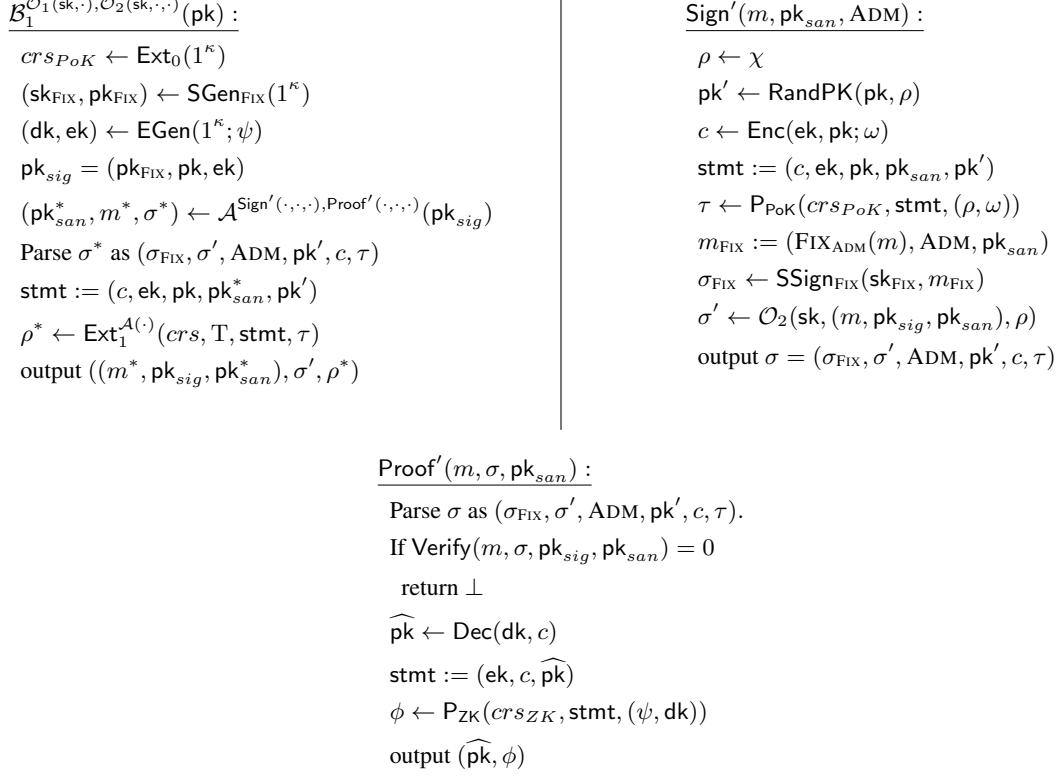 𝓑₁^{𝒪₁(sk,·),𝒪₂(sk,·,·)}(pk) :
crs_{PoK} ← Ext₀(1^κ)
(sk_{FIX}, pk_{FIX}) ← SGen_{FIX}(1^κ)
(dk, ek) ← EGen(1^κ; ψ)
pk_{sig} = (pk_{FIX}, pk, ek)
(pk*_{san}, m*, σ*) ← 𝒜^{Sign′(·,·,·),Proof′(·,·,·)}(pk_{sig})
Parse σ* as (σ_{FIX}, σ′, ADM, pk′, c, τ)
stmt := (c, ek, pk, pk*_{san}, pk′)
ρ* ← Ext₁^{𝒜(·)}(crs, T, stmt, τ)
output ((m*, pk_{sig}, pk*_{san}), σ′, ρ*)
Sign′(m, pk_{san}, ADM) :
ρ ← χ
pk′ ← RandPK(pk, ρ)
c ← Enc(ek, pk; ω)
stmt := (c, ek, pk, pk_{san}, pk′)
τ ← P_{PoK}(crs_{PoK}, stmt, (ρ, ω))
m_{FIX} := (FIX_{ADM}(m), ADM, pk_{san})
σ_{FIX} ← SSign_{FIX}(sk_{FIX}, m_{FIX})
σ′ ← 𝒪₂(sk, (m, pk_{sig}, pk_{san}), ρ)
output σ = (σ_{FIX}, σ′, ADM, pk′, c, τ)
Proof′(m, σ, pk_{san}) :
Parse σ as (σ_{FIX}, σ′, ADM, pk′, c, τ).
If Verify(m, σ, pk_{sig}, pk_{san}) = 0
return ⊥
\widehat{pk} ← Dec(dk, c)
stmt := (ek, c, \widehat{pk})
ϕ ← P_{ZK}(crs_{ZK}, stmt, (ψ, dk))
output (\widehat{pk}, ϕ)